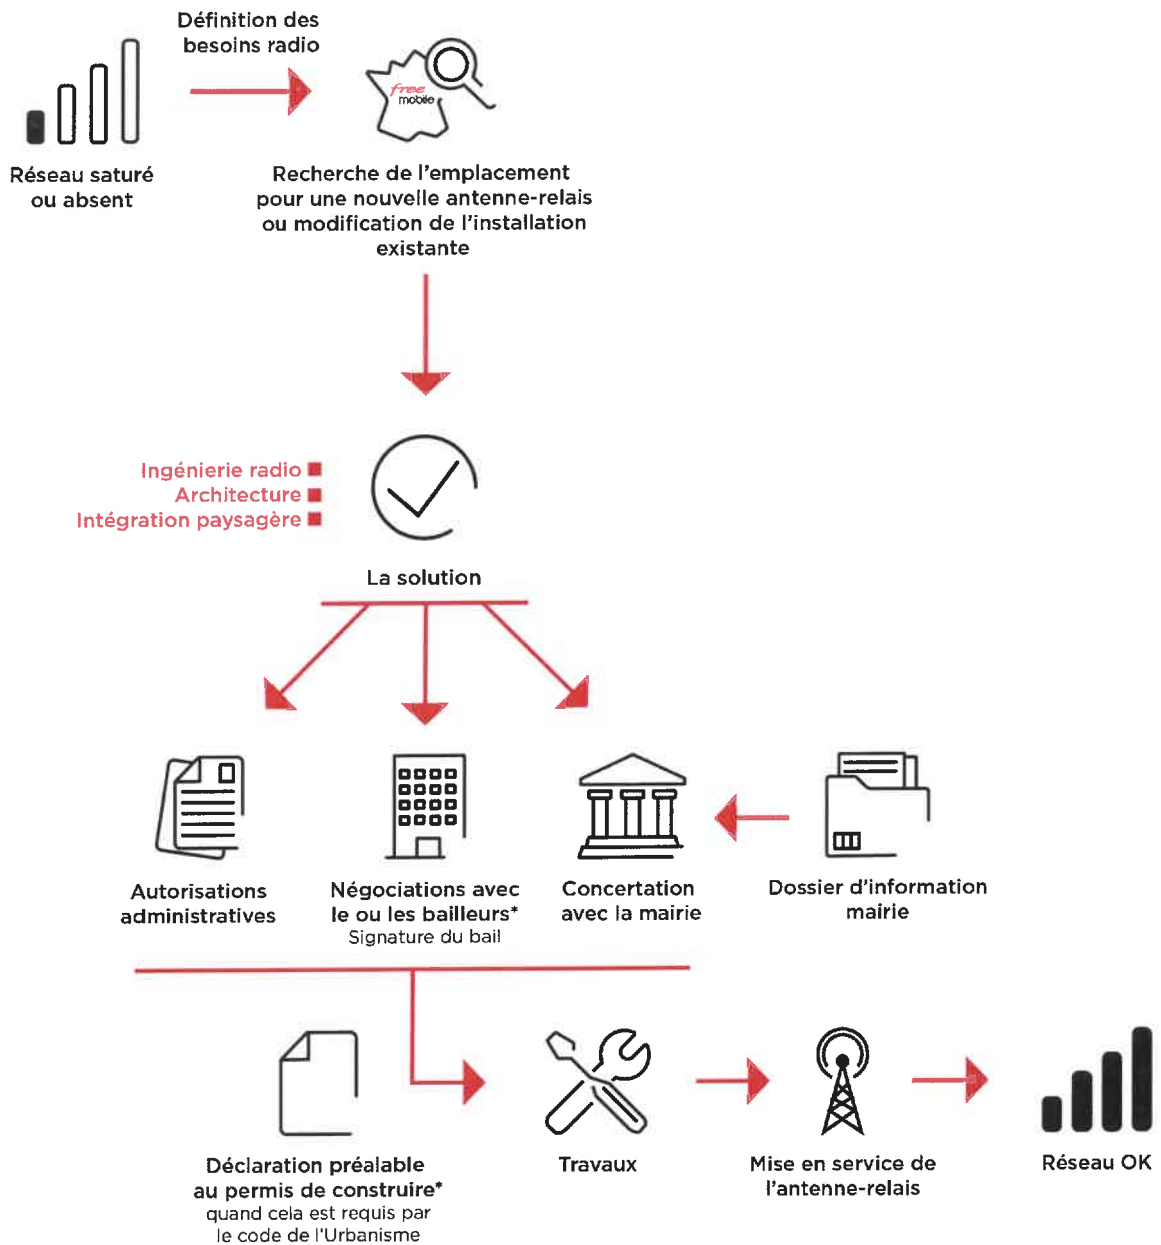 Définition des
besoins radio
free
mobile
Réseau saturé
ou absent
Recherche de l'emplacement
pour une nouvelle antenne-relais
ou modification de l'installation
existante
Ingénierie radio
Architecture
Intégration paysagère
La solution
Autorisations
administratives
Négociations avec
le ou les bailleurs*
Signature du bail
Concertation
avec la mairie
Dossier d'information
mairie
Déclaration préalable
au permis de construire*
quand cela est requis par
le code de l'Urbanisme
Travaux
Mise en service de
l'antenne-relais
Réseau OK